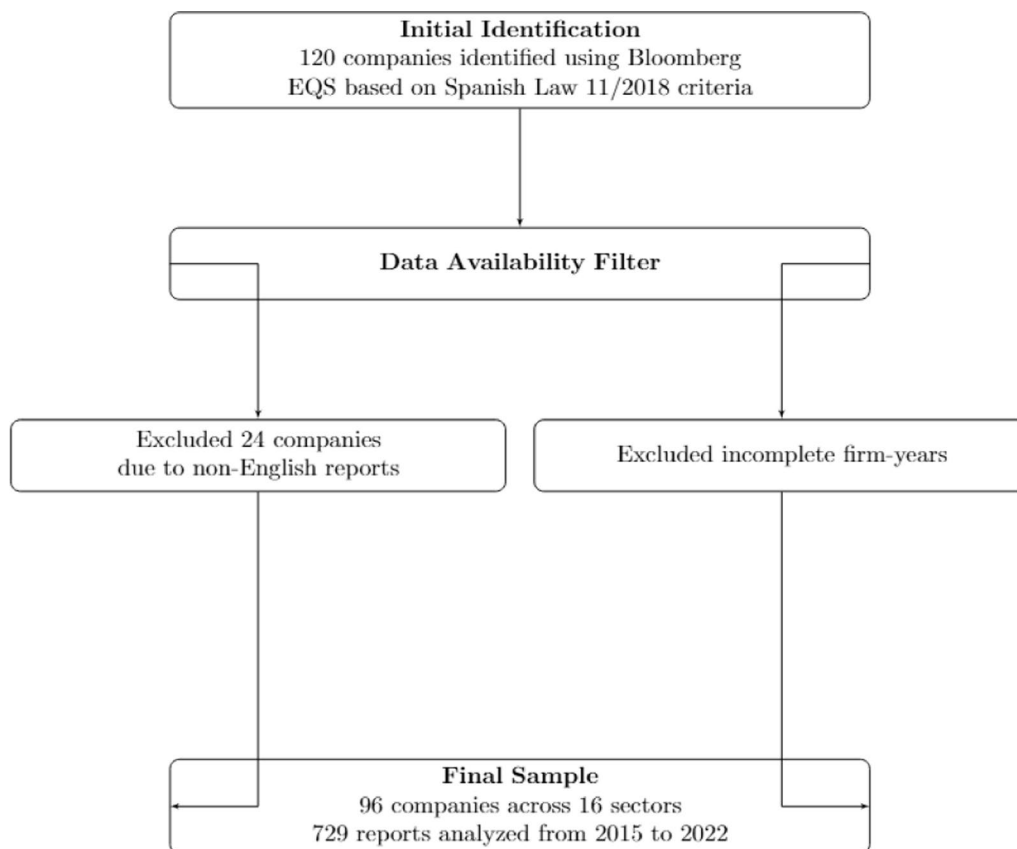 Initial Identification
120 companies identified using Bloomberg
EQS based on Spanish Law 11/2018 criteria
Data Availability Filter
Excluded 24 companies
due to non-English reports
Excluded incomplete firm-years
Final Sample
96 companies across 16 sectors
729 reports analyzed from 2015 to 2022